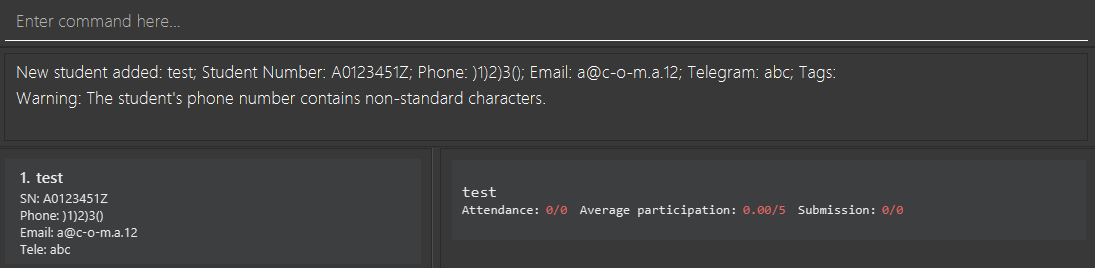 Enter command here...
New student added: test; Student Number: A0123451Z; Phone: )1)2)3(); Email: a@c-o-m.a.12; Telegram: abc; Tags:
Warning: The student's phone number contains non-standard characters.
1. test
SN: A0123451Z
Phone: )1)2)3()
Email: a@c-o-m.a.12
Tele: abc
test
Attendance: 0/0 Average participation: 0.00/5 Submission: 0/0